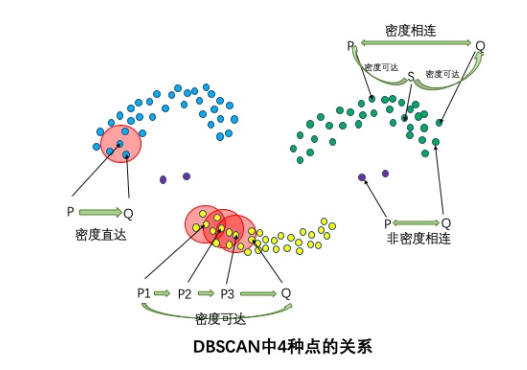 密度相连
P Q
S
密度可达 密度可达
P Q
密度直达
P Q
非密度相连
P1 P2 P3 Q
密度可达
DBSCAN中4种点的关系